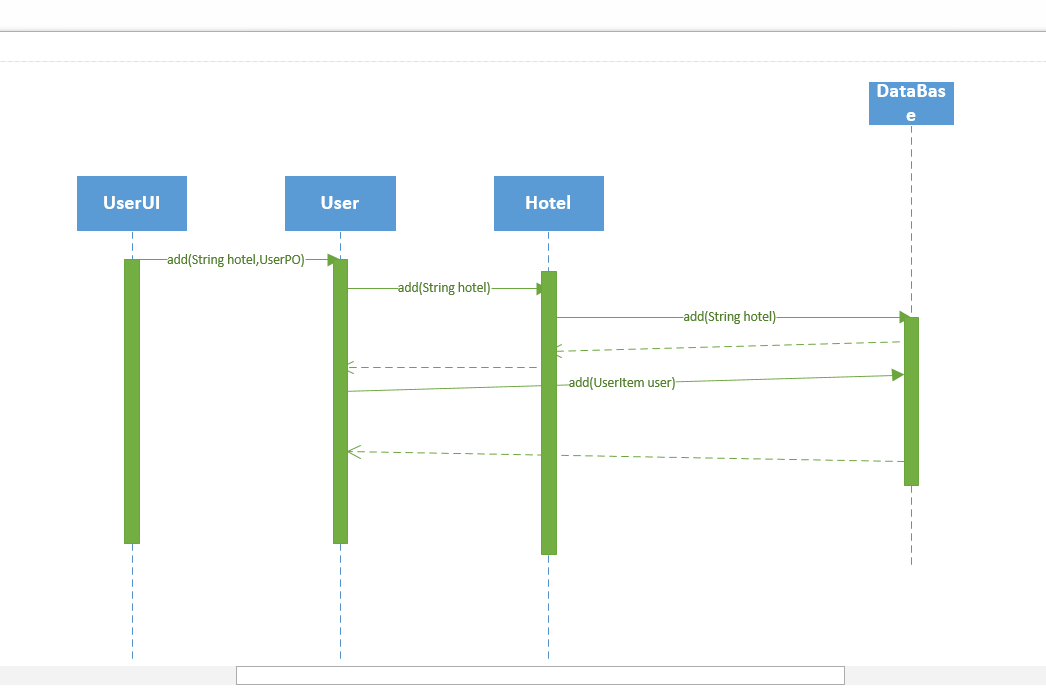 DataBas
e
UserUI
User
Hotel
add(String hotel,UserPO)
add(String hotel)
add(String hotel)
add(UserItem user)